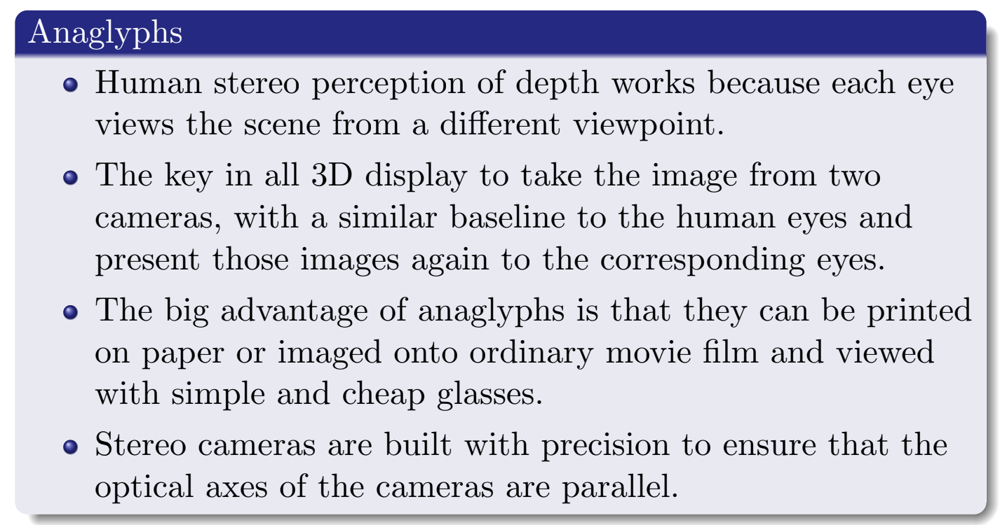 Anaglyphs
Human stereo perception of depth works because each eye
views the scene from a different viewpoint.
The key in all 3D display to take the image from two
cameras, with a similar baseline to the human eyes and
present those images again to the corresponding eyes.
The big advantage of anaglyphs is that they can be printed
on paper or imaged onto ordinary movie film and viewed
with simple and cheap glasses.
Stereo cameras are built with precision to ensure that the
optical axes of the cameras are parallel.